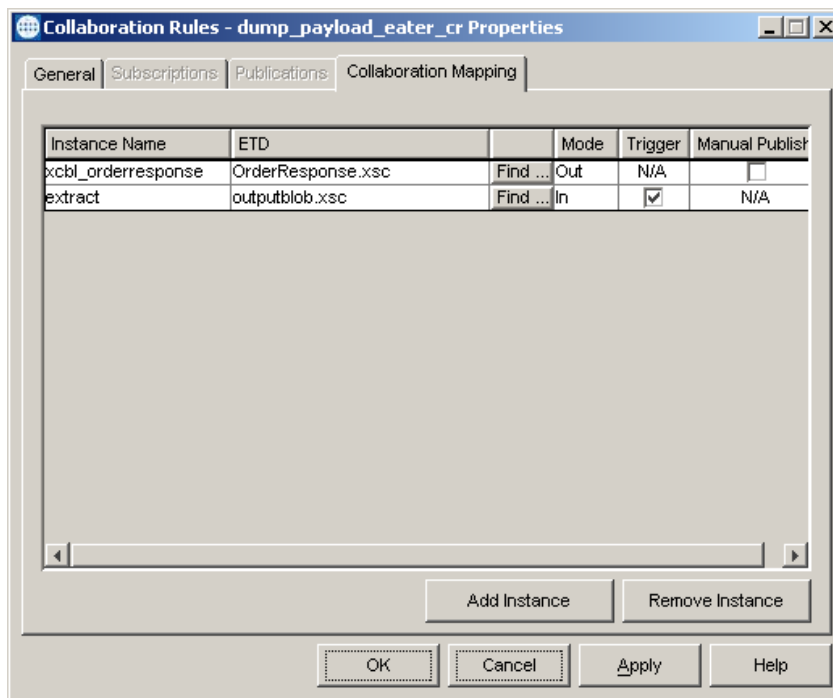 Collaboration Rules - dump_payload_eater_cr Properties
General Subscriptions Publications Collaboration Mapping
Instance Name ETD Mode Trigger Manual Publish
xcbl_orderresponse OrderResponse.xsc Find ... Out N/A
extract outputblob.xsc Find ... In N/A
Add Instance Remove Instance
OK Cancel Apply Help